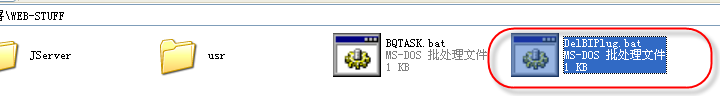 \WEB-STUFF
JServer
usr
BQTASK.bat
MS-DOS 批处理文件
1 KB
DelBIPlug.bat
MS-DOS 批处理文件
1 KB